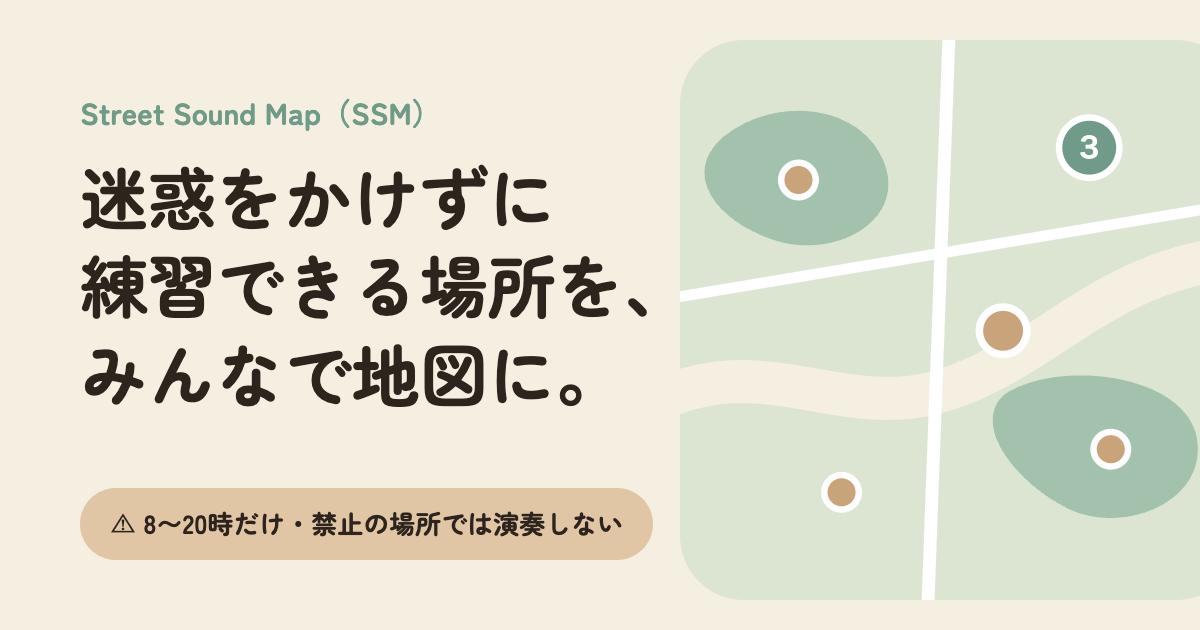 Street Sound Map（SSM）
迷惑をかけずに
練習できる場所を、
みんなで地図に。
⚠ 8〜20時だけ・禁止の場所では演奏しない
3